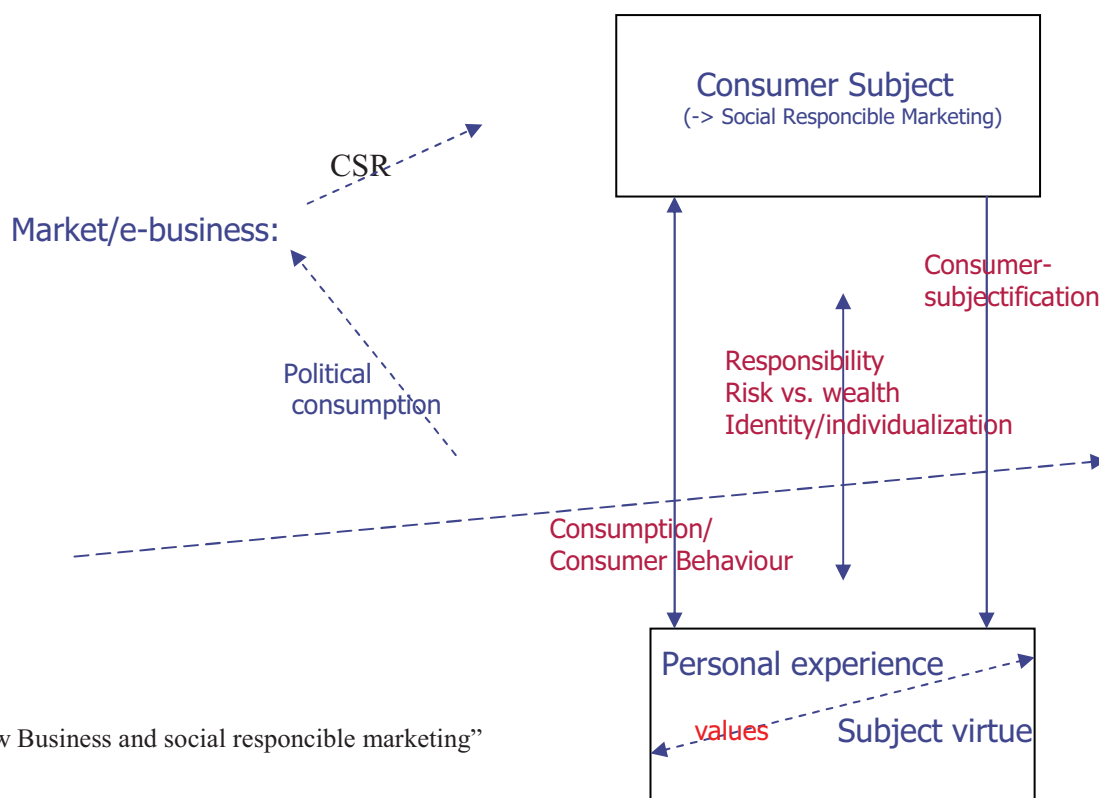 Consumer Subject
(-> Social Responcible Marketing)
CSR
Market/e-business:
Consumer-
subjectification
Political
consumption
Responsibility
Risk vs. wealth
Identity/individualization
Consumption/
Consumer Behaviour
Personal experience
values
Subject virtue
w Business and social responcible marketing”